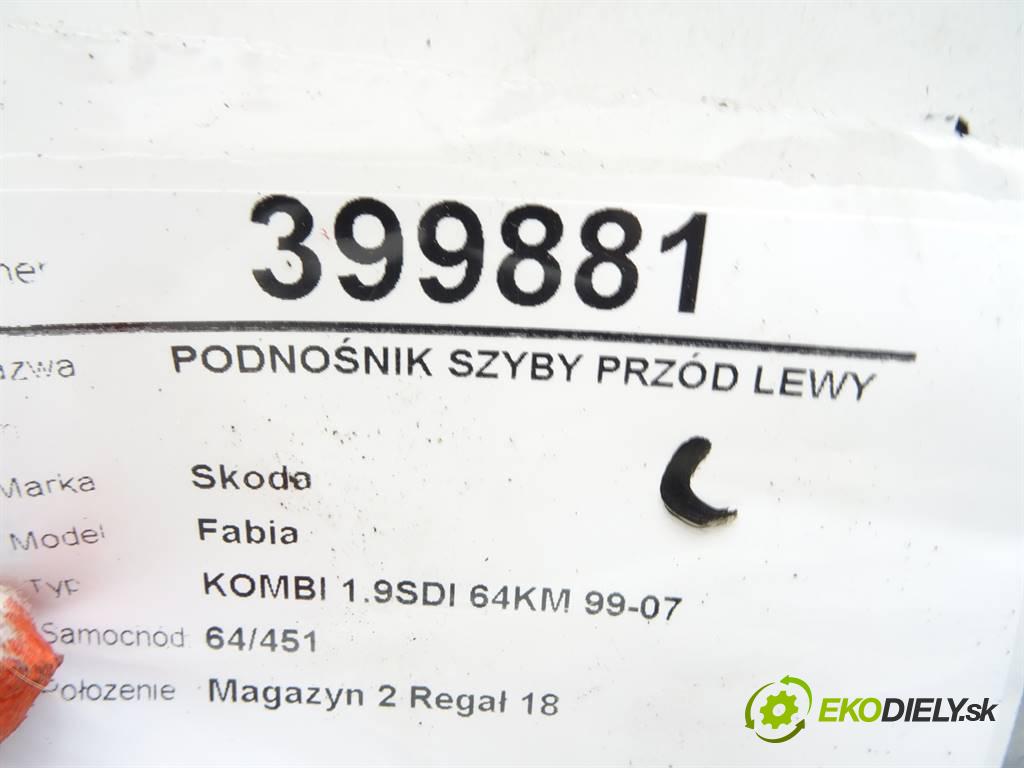 399881
PODNOŚNIK SZYBY PRZÓD LEWY
Marka Skoda
Model Fabia
Typ KOMBI 1.9SDI 64KM 99-07
Samochód 64/451
Położenie Magazyn 2 Regał 18
EKODIELY.sk